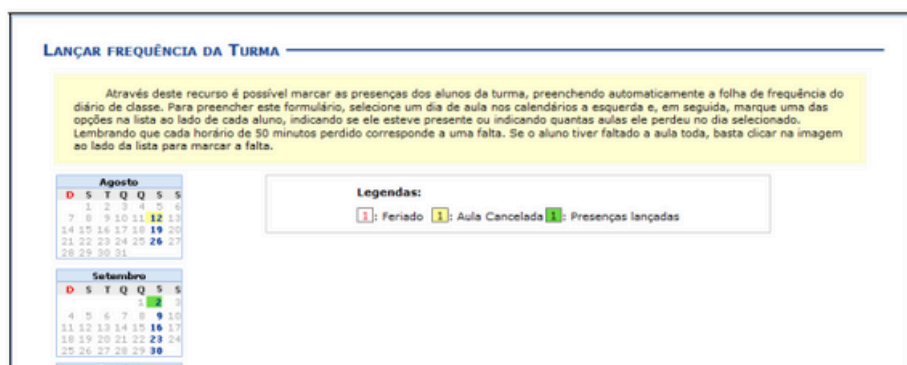 LANÇAR FREQUÊNCIA DA TURMA
Através deste recurso é possível marcar as presenças dos alunos da turma, preenchendo automaticamente a folha de frequência do
diário de classe. Para preencher este formulário, selecione um dia de aula nos calendários a esquerda e, em seguida, marque uma das
opções na lista ao lado de cada aluno, indicando se ele esteve presente ou indicando quantas aulas ele perdeu no dia selecionado.
Lembrando que cada horário de 50 minutos perdido corresponde a uma falta. Se o aluno tiver faltado a aula toda, basta clicar na imagem
ao lado da lista para marcar a falta.
Agosto
D S T Q Q S S
1 2 3 4 5 6
7 8 9 10 11 12 13
14 15 16 17 18 19 20
21 22 23 24 25 26 27
28 29 30 31
Legendas:
1: Feriado 1: Aula Cancelada 1: Presenças lançadas
Setembro
D S T Q Q S S
1 2 3
4 5 6 7 8 9 10
11 12 13 14 15 16 17
18 19 20 21 22 23 24
25 26 27 28 29 30